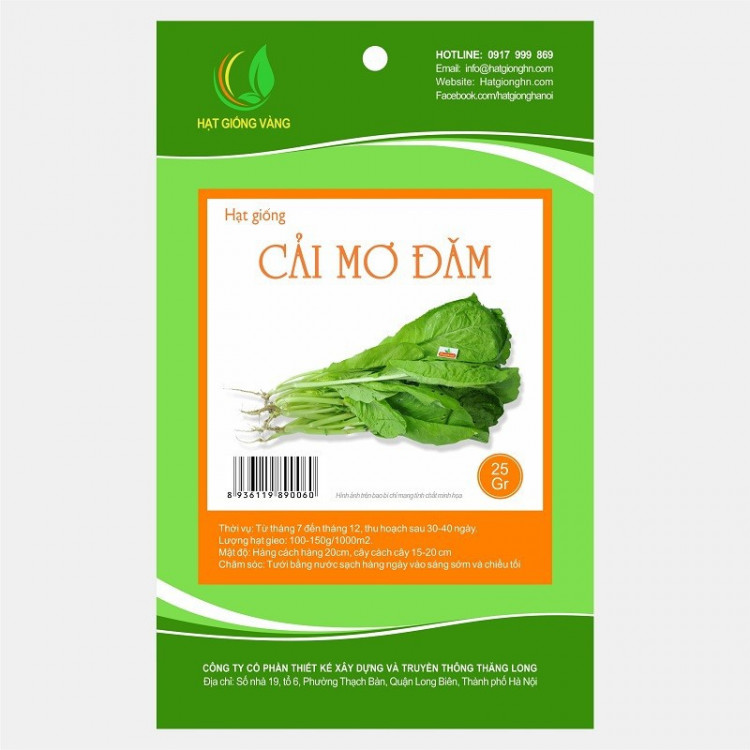 HẠT GIỐNG VÀNG
HOTLINE: 0917 999 869
Email: info@hatgionghn.com
Website: Hatgionghn.com
Facebook.com/hatgionghanoi
Hạt giống
CẢI MƠ ĐĂM
8 936119 890060
Hình ảnh trên bao bì chỉ mang tính chất minh họa
25
Gr
Thời vụ: Từ tháng 7 đến tháng 12, thu hoạch sau 30-40 ngày.
Lượng hạt gieo: 100-150g/1000m2.
Mật độ: Hàng cách hàng 20cm, cây cách cây 15-20 cm
Chăm sóc: Tưới bằng nước sạch hàng ngày vào sáng sớm và chiều tối
CÔNG TY CỔ PHẦN THIẾT KẾ XÂY DỰNG VÀ TRUYỀN THÔNG THĂNG LONG
Địa chỉ: Số nhà 19, tổ 6, Phường Thạch Bàn, Quận Long Biên, Thành phố Hà Nội